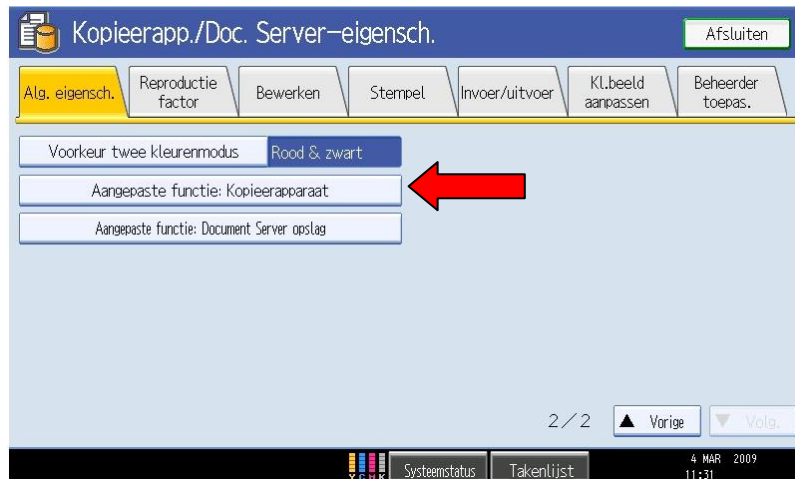 Kopieerapp./Doc. Server-eigensch.
Afsluiten
Alg. eigensch.
Reproductie
factor
Bewerken
Stempel
Invoer/uitvoer
Kl.beeld
aanpassen
Beheerder
toepas.
Voorkeur twee kleurenmodus
Rood & zwart
Aangepaste functie: Kopieerapparaat
Aangepaste functie: Document Server opslag
2/2
▲ Vorige
▼ Volg.
Y C M K
Systeemstatus
Takenlijst
4 MAR 2009
11:31